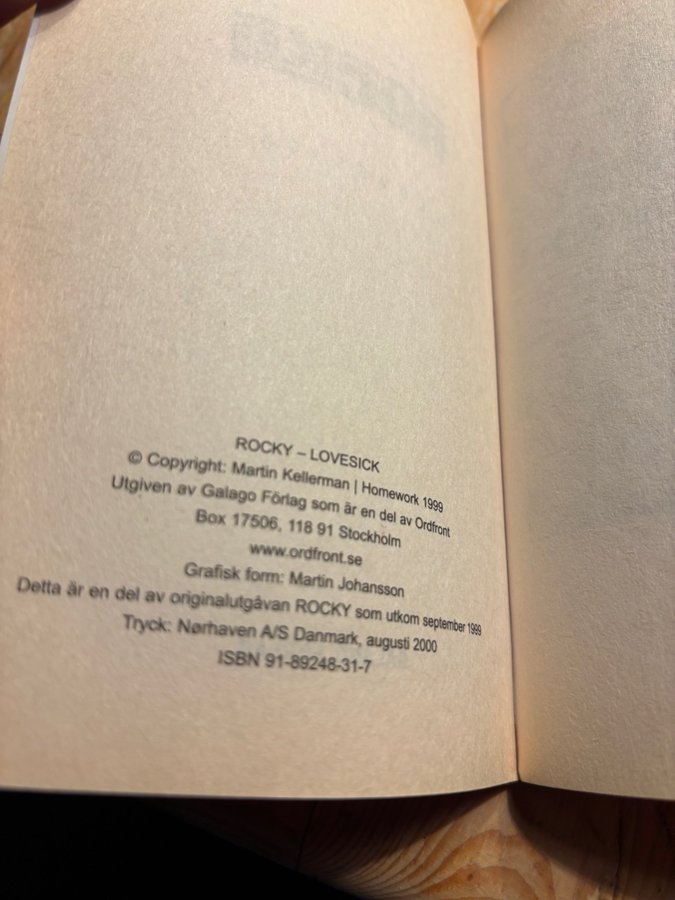 ROCKY – LOVESICK
© Copyright: Martin Kellerman | Homework 1999
Utgiven av Galago Förlag som är en del av Ordfront
Box 17506, 118 91 Stockholm
www.ordfront.se
Grafisk form: Martin Johansson
Detta är en del av originalutgåvan ROCKY som utkom september 1999
Tryck: Nørhaven A/S Danmark, augusti 2000
ISBN 91-89248-31-7